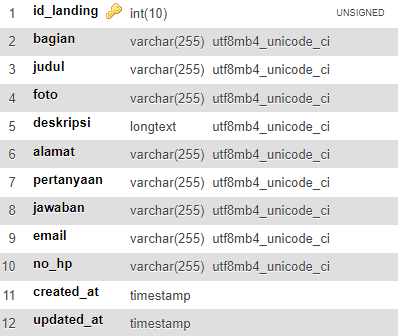 1 id_landing int(10) UNSIGNED
2 bagian varchar(255) utf8mb4_unicode_ci
3 judul varchar(255) utf8mb4_unicode_ci
4 foto varchar(255) utf8mb4_unicode_ci
5 deskripsi longtext utf8mb4_unicode_ci
6 alamat varchar(255) utf8mb4_unicode_ci
7 pertanyaan varchar(255) utf8mb4_unicode_ci
8 jawaban varchar(255) utf8mb4_unicode_ci
9 email varchar(255) utf8mb4_unicode_ci
10 no_hp varchar(255) utf8mb4_unicode_ci
11 created_at timestamp
12 updated_at timestamp